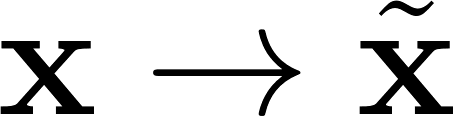 𝐱 → 𝐱̃